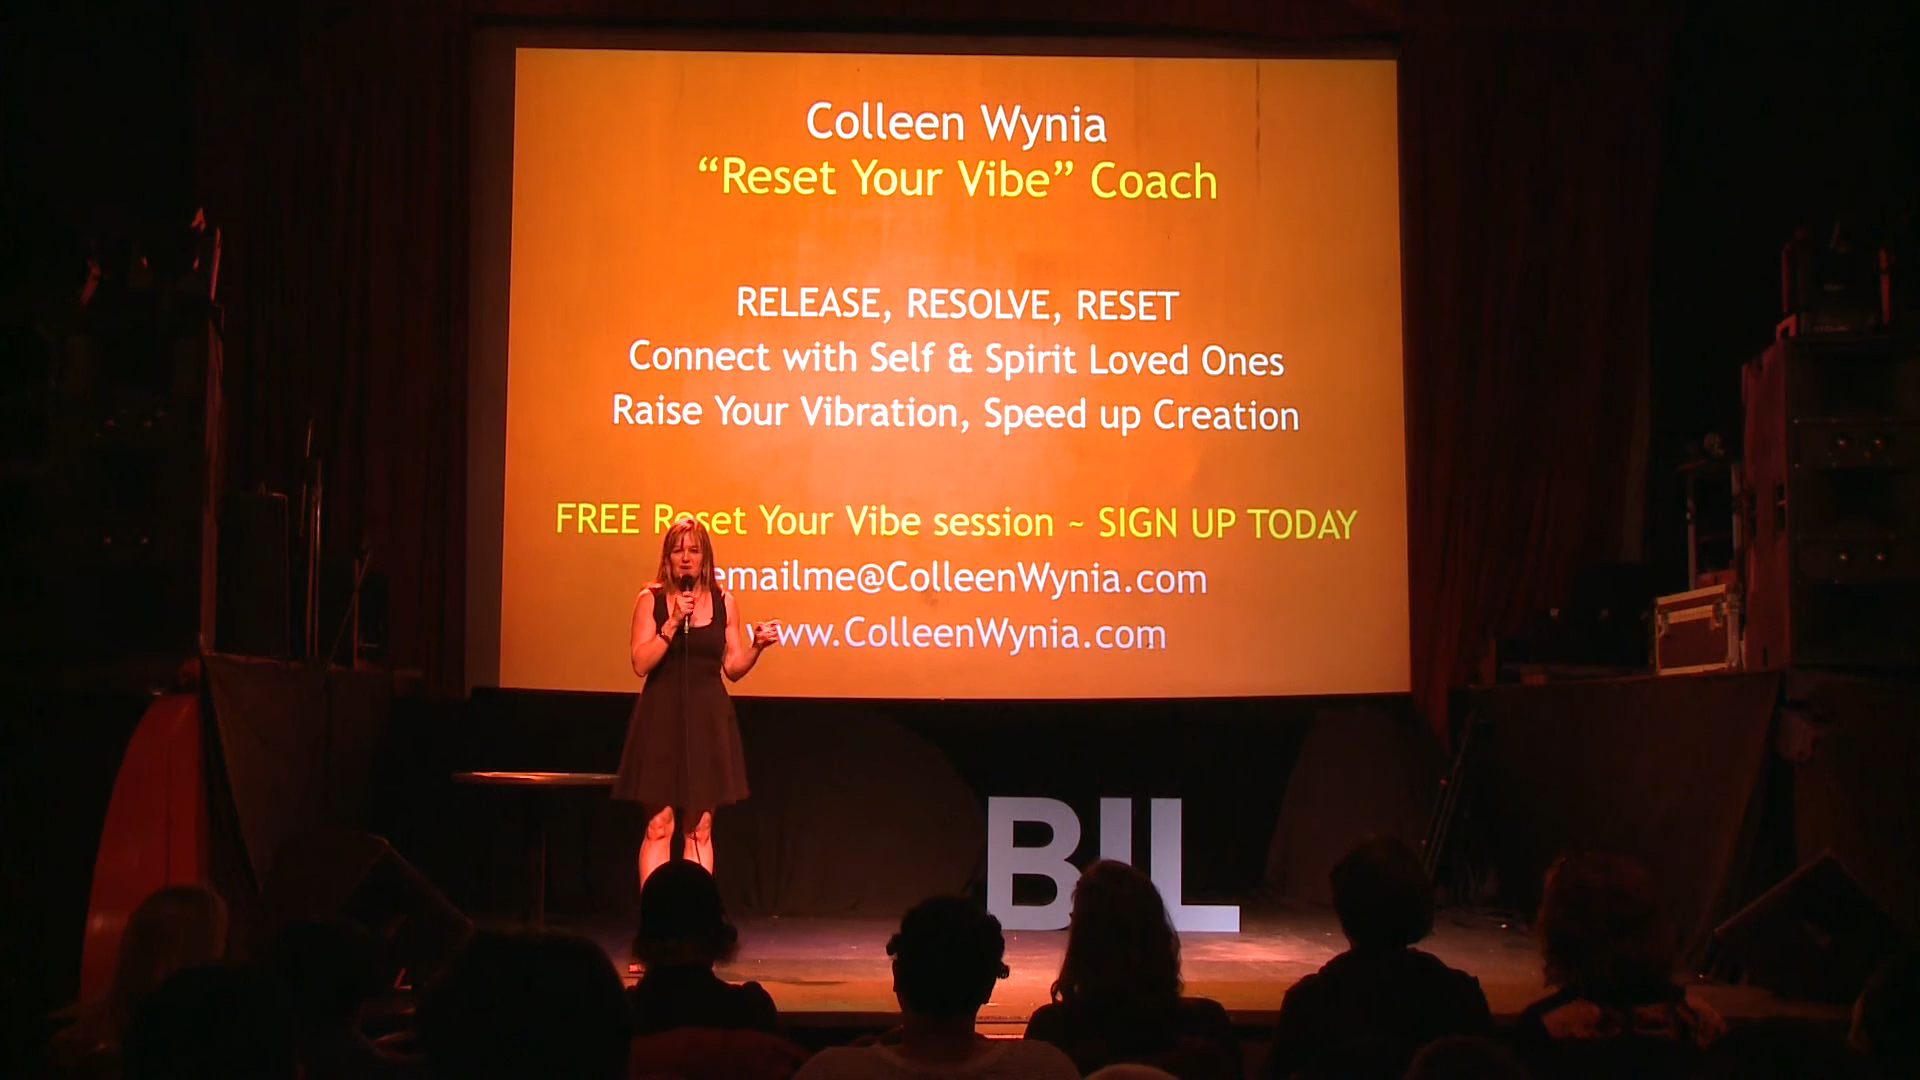 Colleen Wynia
“Reset Your Vibe” Coach
RELEASE, RESOLVE, RESET
Connect with Self & Spirit Loved Ones
Raise Your Vibration, Speed up Creation
FREE Reset Your Vibe session ~ SIGN UP TODAY
emailme@ColleenWynia.com
www.ColleenWynia.com
BIL